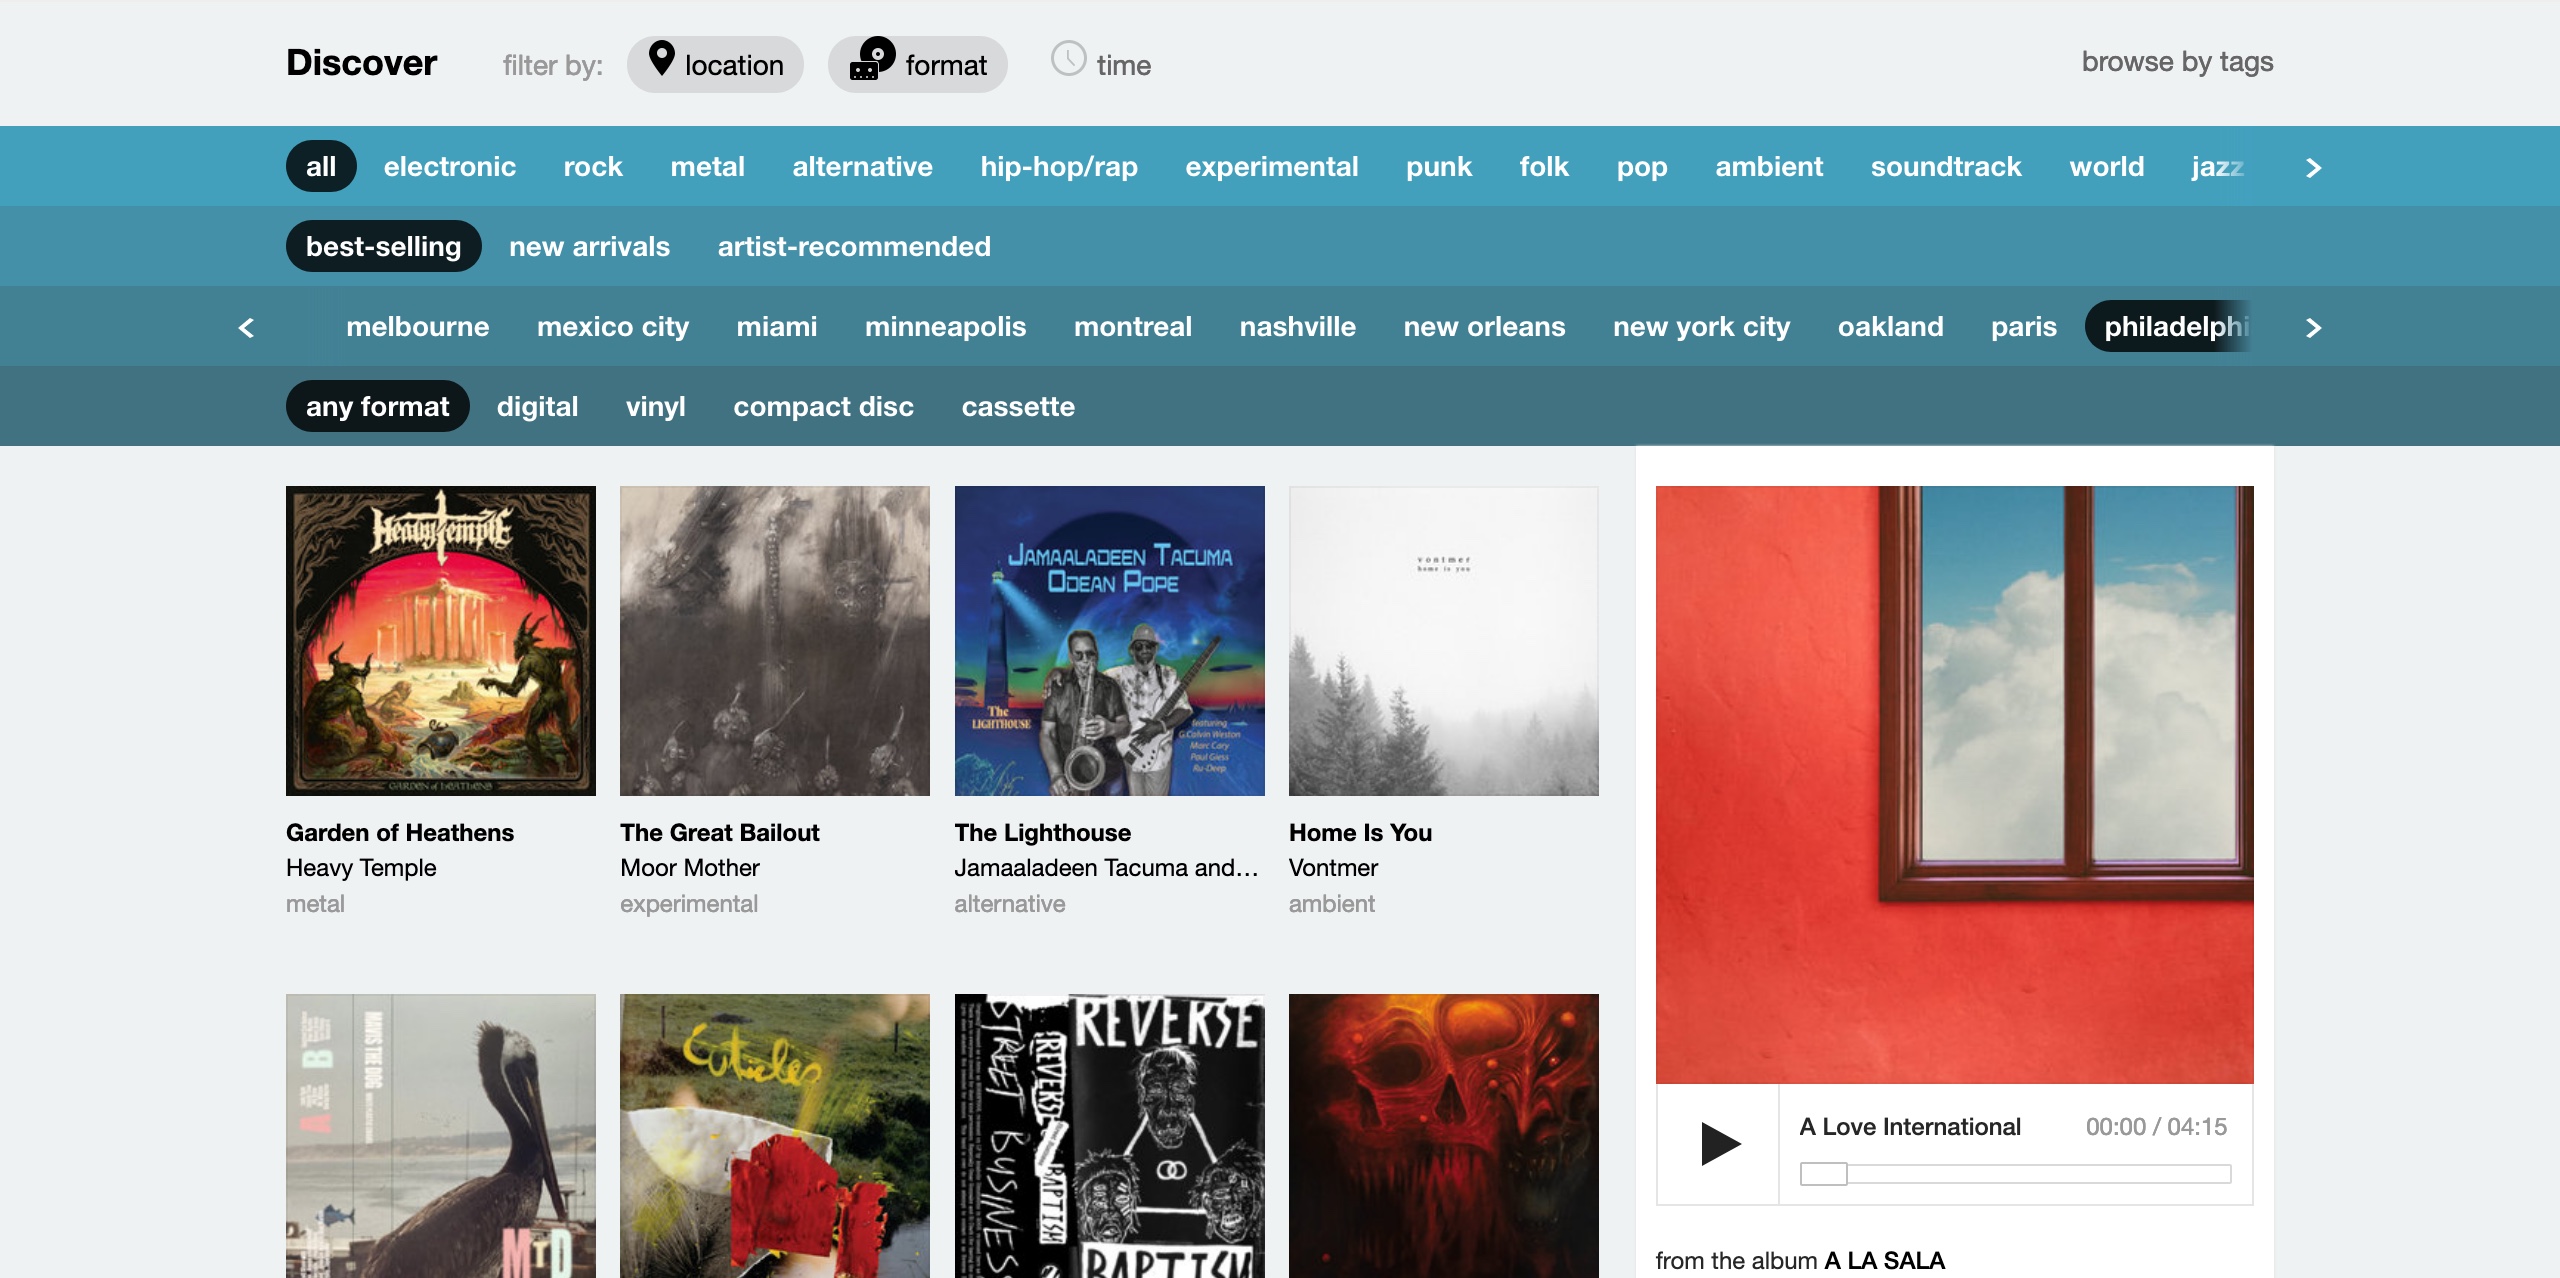 Discover filter by: location format time browse by tags
all electronic rock metal alternative hip-hop/rap experimental punk folk pop ambient soundtrack world jazz >
best-selling new arrivals artist-recommended
< melbourne mexico city miami minneapolis montreal nashville new orleans new york city oakland paris philadelphi >
any format digital vinyl compact disc cassette
Heavy Temple
GARDEN of HEATHENS
Garden of Heathens
Heavy Temple
metal
The Great Bailout
Moor Mother
experimental
JAMAALADEEN TACUMA
ODEAN POPE
The
LIGHTHOUSE
featuring
G Calvin Weston
Marc Cary
Paul Giess
Ru-Deep
The Lighthouse
Jamaaladeen Tacuma and...
alternative
vontmer
home is you
Home Is You
Vontmer
ambient
A B
MAVIS THE DOG
MTD
Cuticles
STREET BUSINESS
REVERSE BAPTISM
REVERSE
BAPTISM
A Love International 00:00 / 04:15
from the album A LA SALA